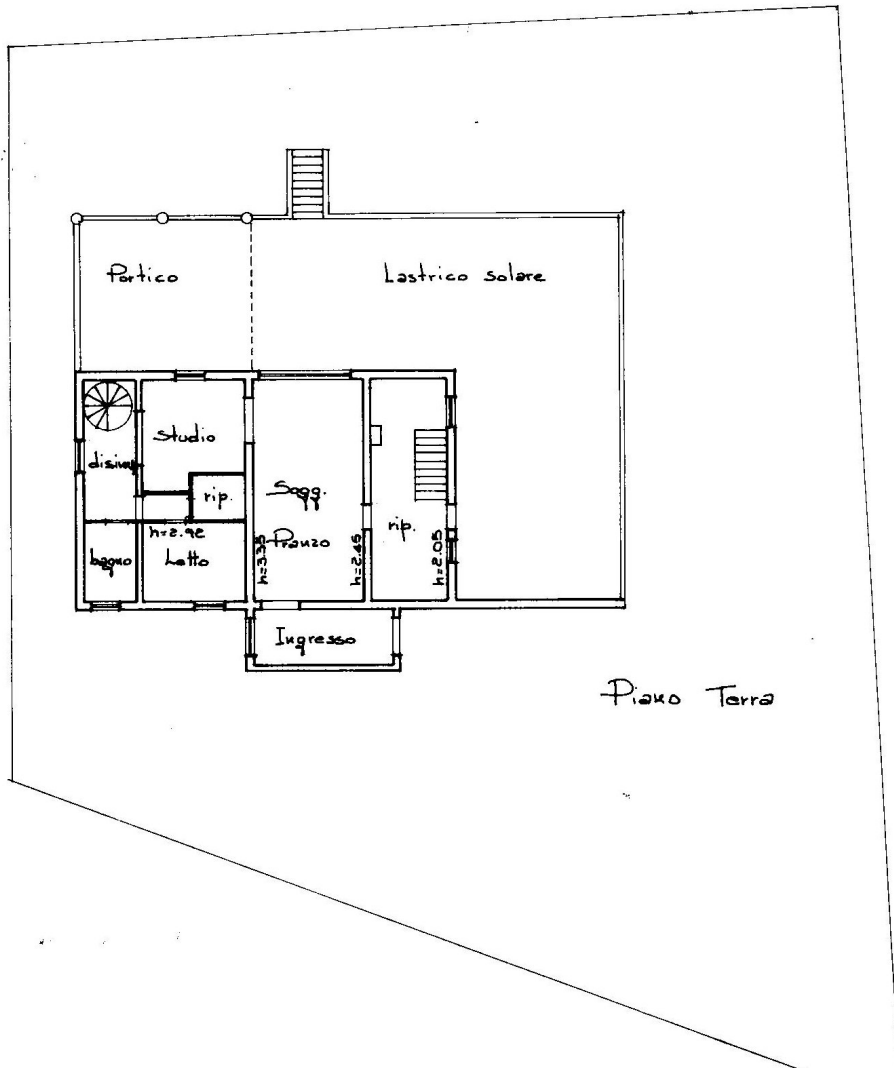 Portico
Lastrico solare
Studio
disimp
rip.
Sogg.
Pranzo
rip.
h=2.92
h=3.35
h=2.45
h=2.05
bagno
Letto
Ingresso
Piano Terra